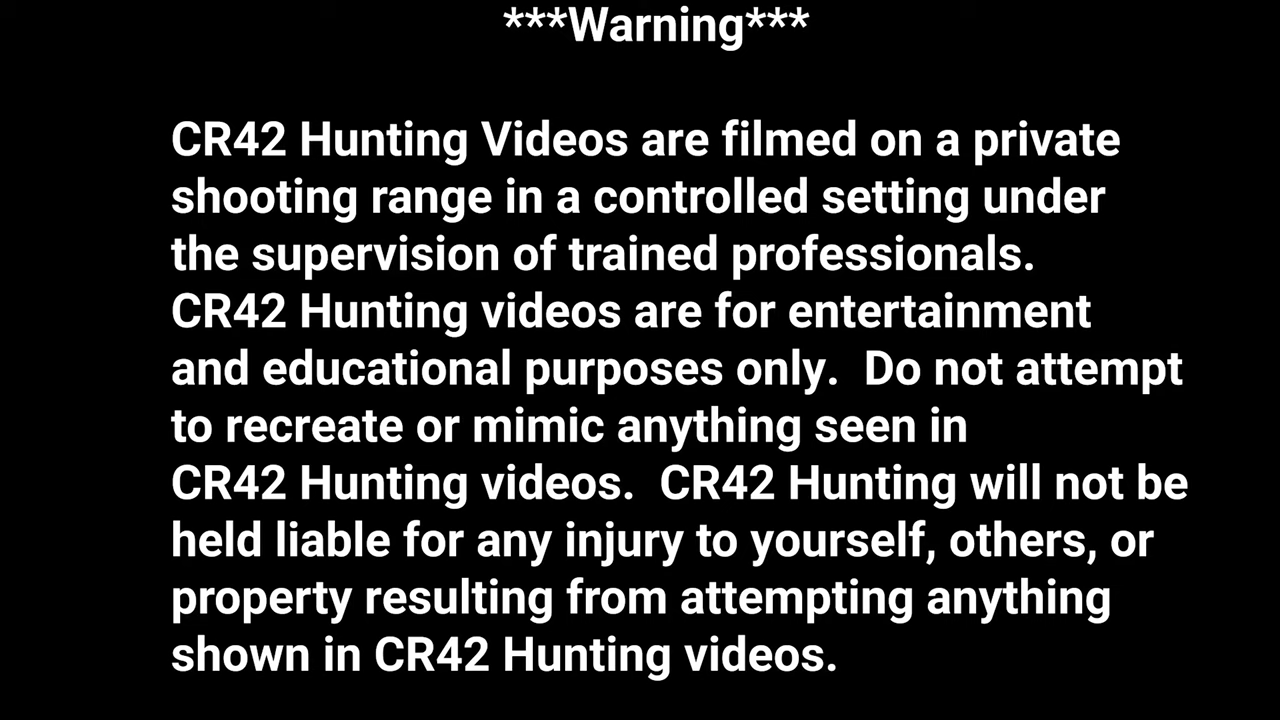 ***Warning***
CR42 Hunting Videos are filmed on a private
shooting range in a controlled setting under
the supervision of trained professionals.
CR42 Hunting videos are for entertainment
and educational purposes only.  Do not attempt
to recreate or mimic anything seen in
CR42 Hunting videos.  CR42 Hunting will not be
held liable for any injury to yourself, others, or
property resulting from attempting anything
shown in CR42 Hunting videos.